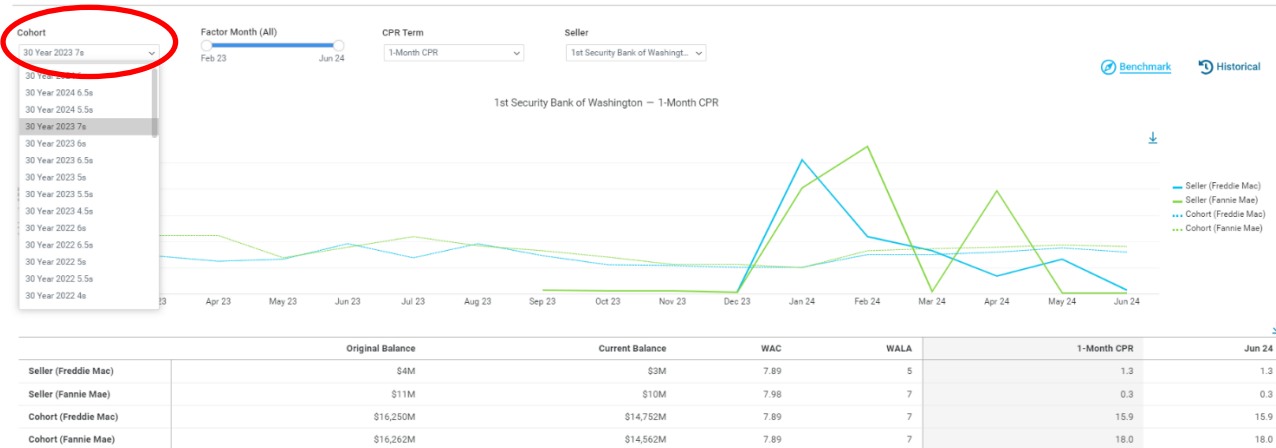 Cohort Factor Month (All) CPR Term Seller
30 Year 2023 7s 1-Month CPR 1st Security Bank of Washingt...
Feb 23 Jun 24
Benchmark Historical
30 Year 2024 6.5s
30 Year 2024 5.5s
30 Year 2023 7s
30 Year 2023 6s
30 Year 2023 6.5s
30 Year 2023 5s
30 Year 2023 5.5s
30 Year 2023 4.5s
30 Year 2022 6s
30 Year 2022 6.5s
30 Year 2022 5s
30 Year 2022 5.5s
30 Year 2022 4s
1st Security Bank of Washington — 1-Month CPR
Seller (Freddie Mac)
Seller (Fannie Mae)
Cohort (Freddie Mac)
Cohort (Fannie Mae)
23 Apr 23 May 23 Jun 23 Jul 23 Aug 23 Sep 23 Oct 23 Nov 23 Dec 23 Jan 24 Feb 24 Mar 24 Apr 24 May 24 Jun 24
Original Balance Current Balance WAC WALA 1-Month CPR Jun 24
Seller (Freddie Mac) $4M $3M 7.89 5 1.3 1.3
Seller (Fannie Mae) $11M $10M 7.98 7 0.3 0.3
Cohort (Freddie Mac) $16,250M $14,752M 7.89 7 15.9 15.9
Cohort (Fannie Mae) $16,262M $14,562M 7.89 7 18.0 18.0